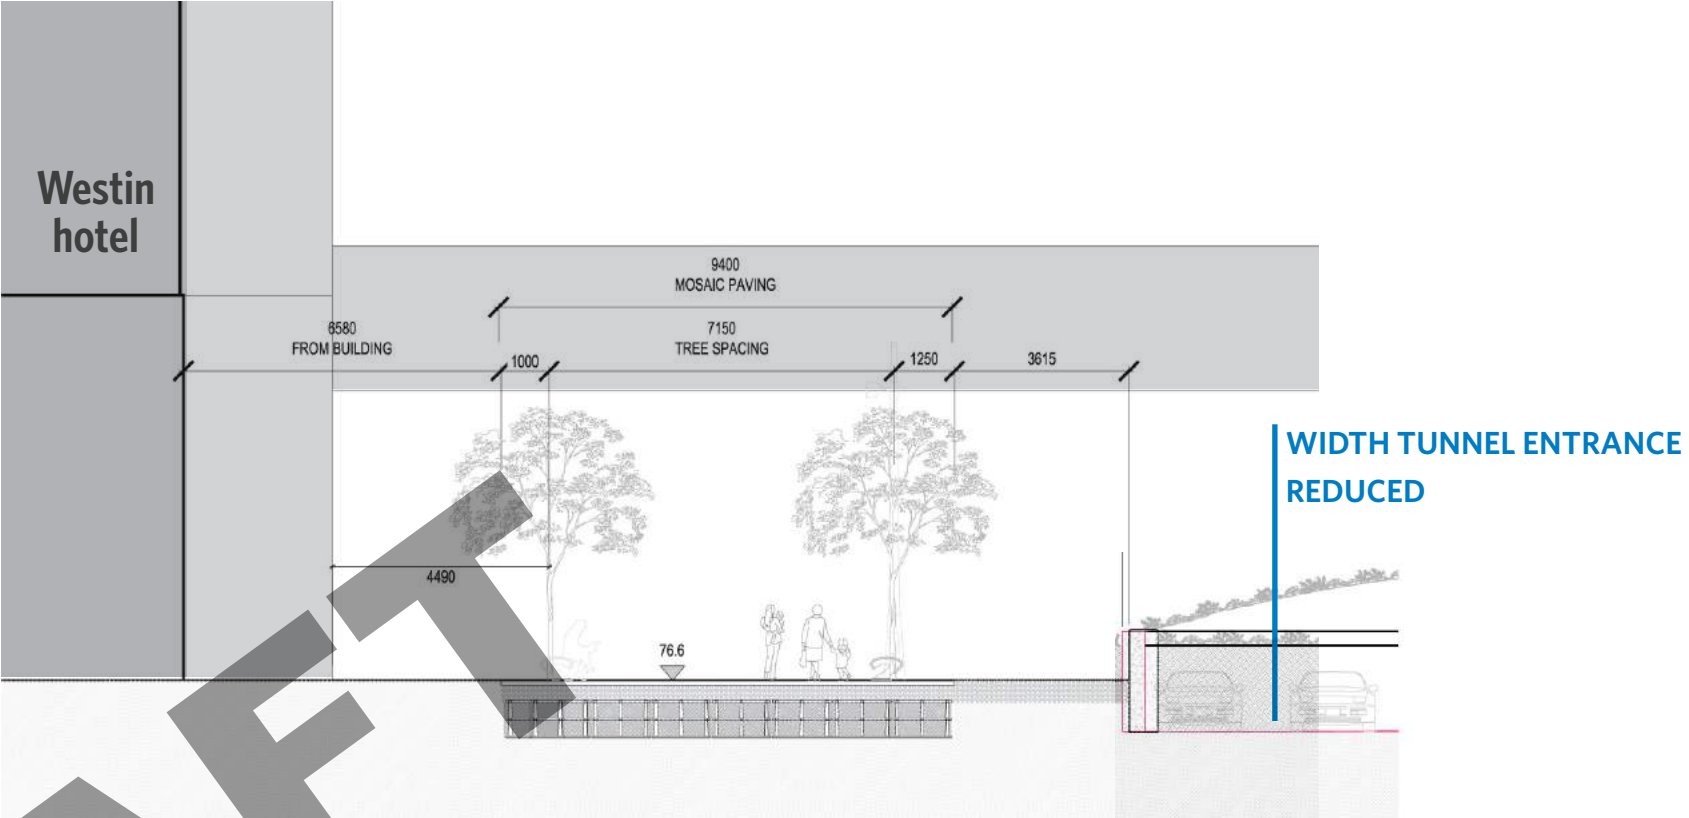 Westin
hotel
9400
MOSAIC PAVING
6580
FROM BUILDING
1000
7150
TREE SPACING
1250
3615
WIDTH TUNNEL ENTRANCE
REDUCED
4490
76.6
FT